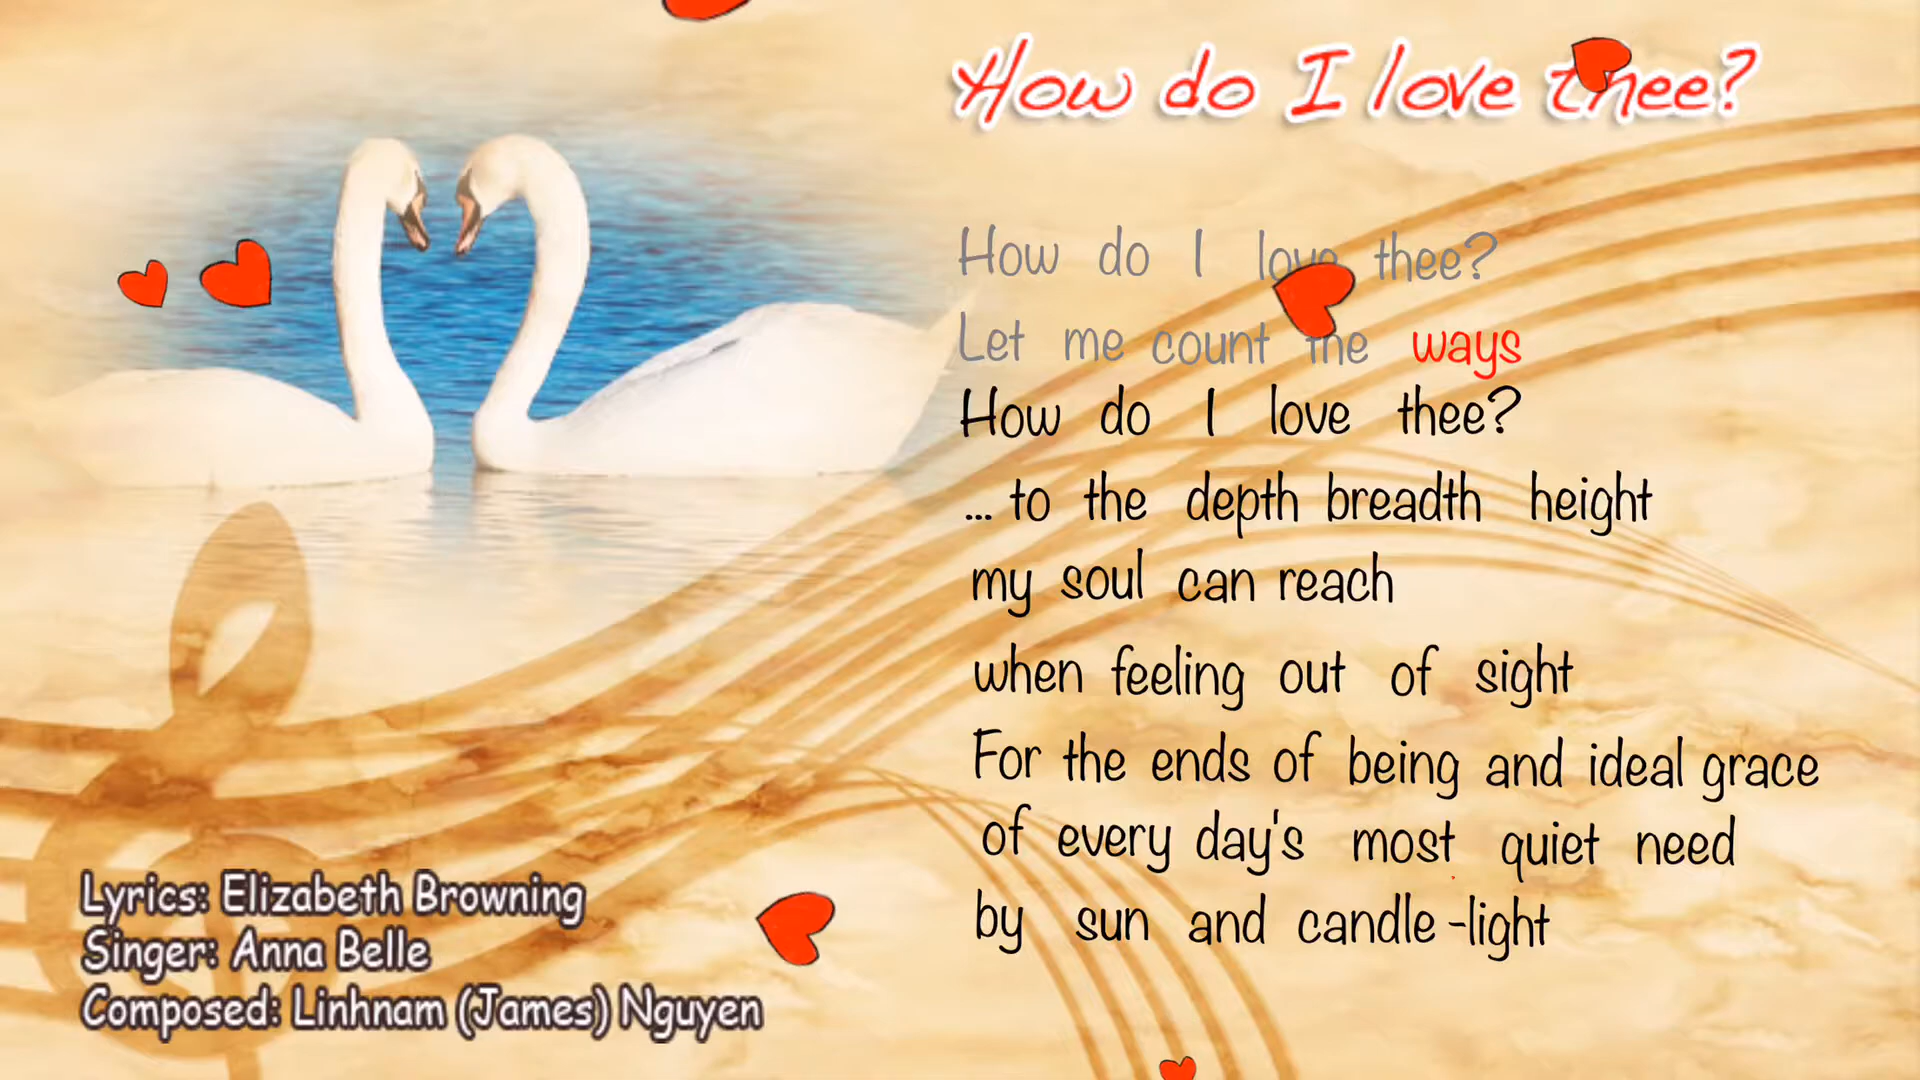 How do I love thee?
How do I love thee?
Let me count the ways
How do I love thee?
... to the depth breadth height
my soul can reach
when feeling out of sight
For the ends of being and ideal grace
of every day's most quiet need
by sun and candle-light
Lyrics: Elizabeth Browning
Singer: Anna Belle
Composed: Linhnam (James) Nguyen